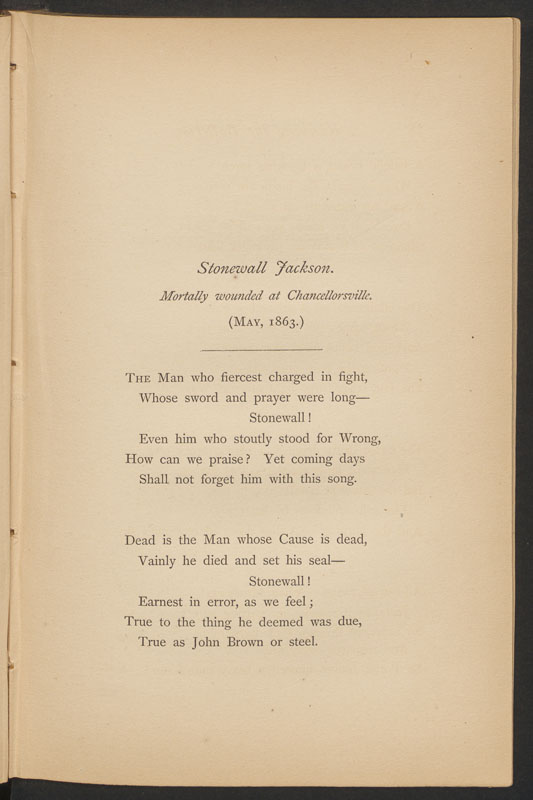 Stonewall Jackson.
Mortally wounded at Chancellorsville.
(May, 1863.)
The Man who fiercest charged in fight,
Whose sword and prayer were long—
Stonewall!
Even him who stoutly stood for Wrong,
How can we praise? Yet coming days
Shall not forget him with this song.
Dead is the Man whose Cause is dead,
Vainly he died and set his seal—
Stonewall!
Earnest in error, as we feel;
True to the thing he deemed was due,
True as John Brown or steel.